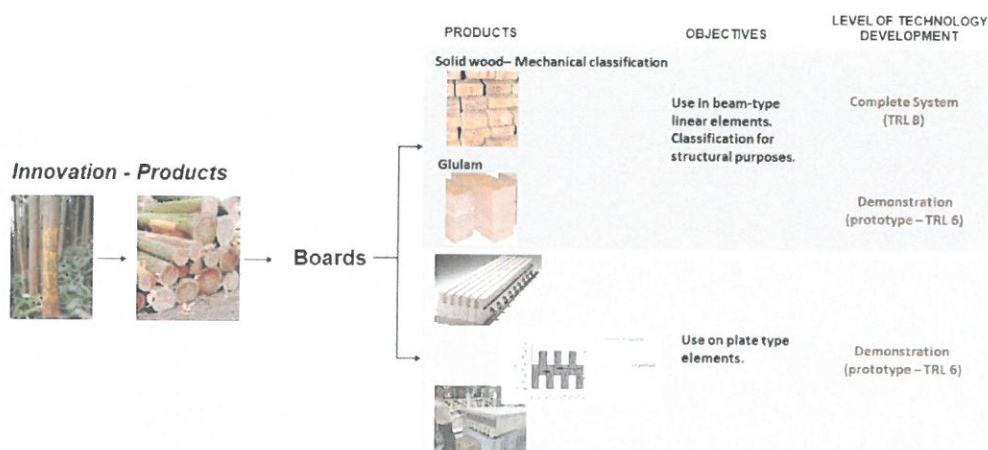 PRODUCTS
OBJECTIVES
LEVEL OF TECHNOLOGY
DEVELOPMENT
Solid wood– Mechanical classification
Use in beam-type
linear elements.
Classification for
structural purposes.
Complete System
(TRL 8)
Innovation - Products
Glulam
Demonstration
(prototype – TRL 6)
Boards
Use on plate type
elements.
Demonstration
(prototype – TRL 6)